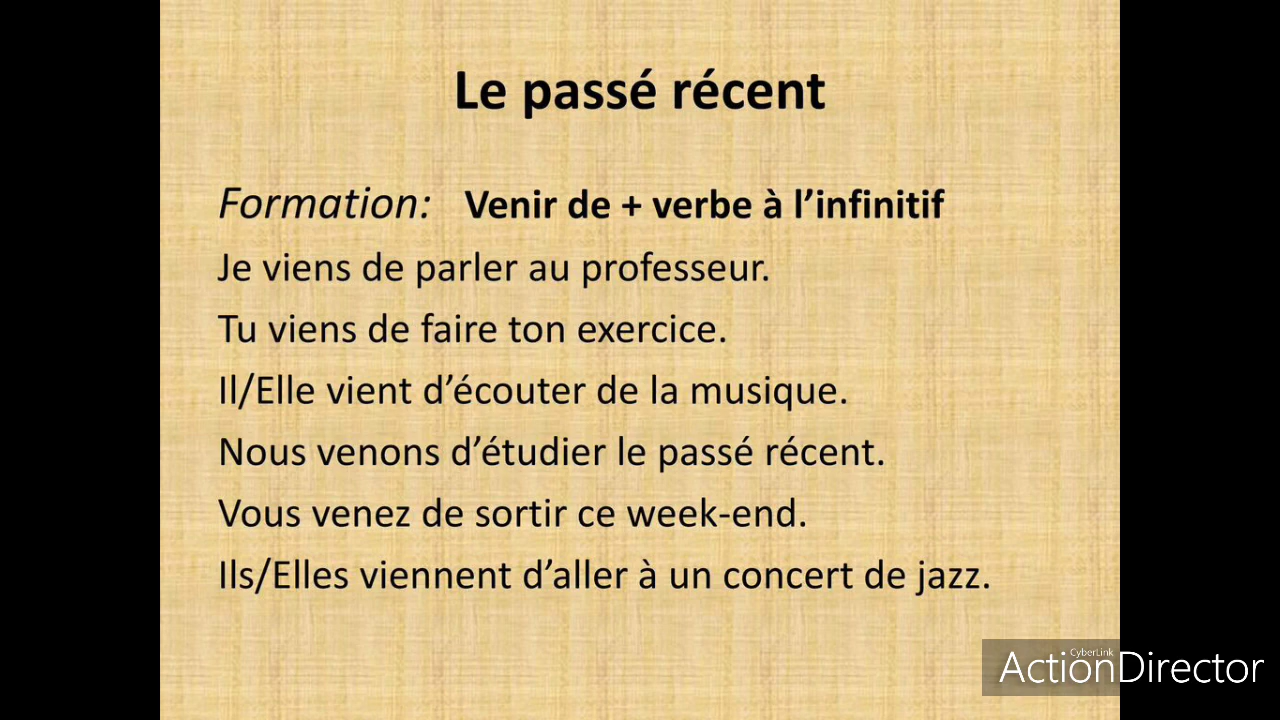 Le passé récent
Formation: Venir de + verbe à l’infinitif
Je viens de parler au professeur.
Tu viens de faire ton exercice.
Il/Elle vient d’écouter de la musique.
Nous venons d’étudier le passé récent.
Vous venez de sortir ce week-end.
Ils/Elles viennent d’aller à un concert de jazz.
CyberLink
ActionDirector